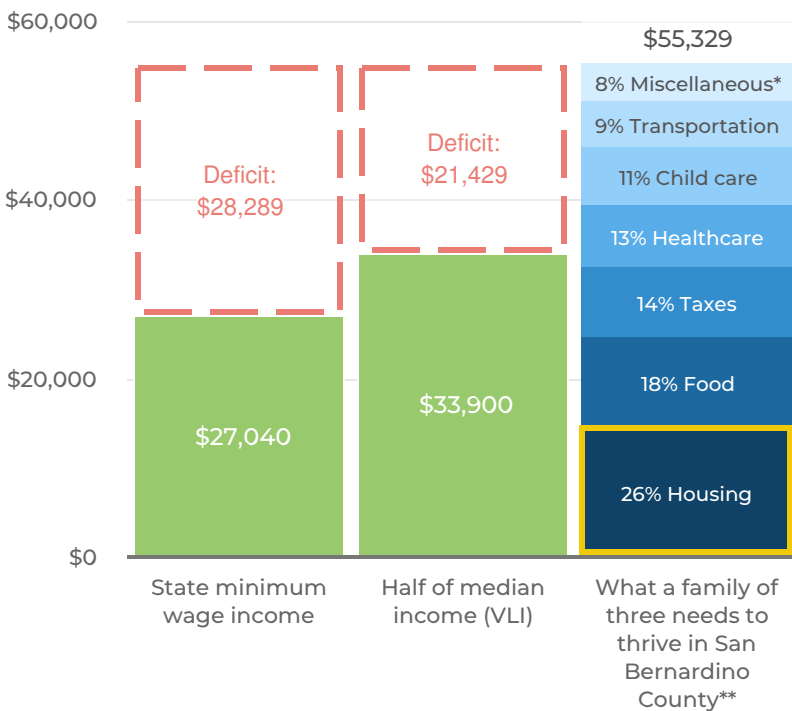 $60,000
$40,000
$20,000
$0
Deficit:
$28,289
$27,040
Deficit:
$21,429
$33,900
$55,329
8% Miscellaneous*
9% Transportation
11% Child care
13% Healthcare
14% Taxes
18% Food
26% Housing
State minimum
wage income
Half of median
income (VLI)
What a family of
three needs to
thrive in San
Bernardino
County**